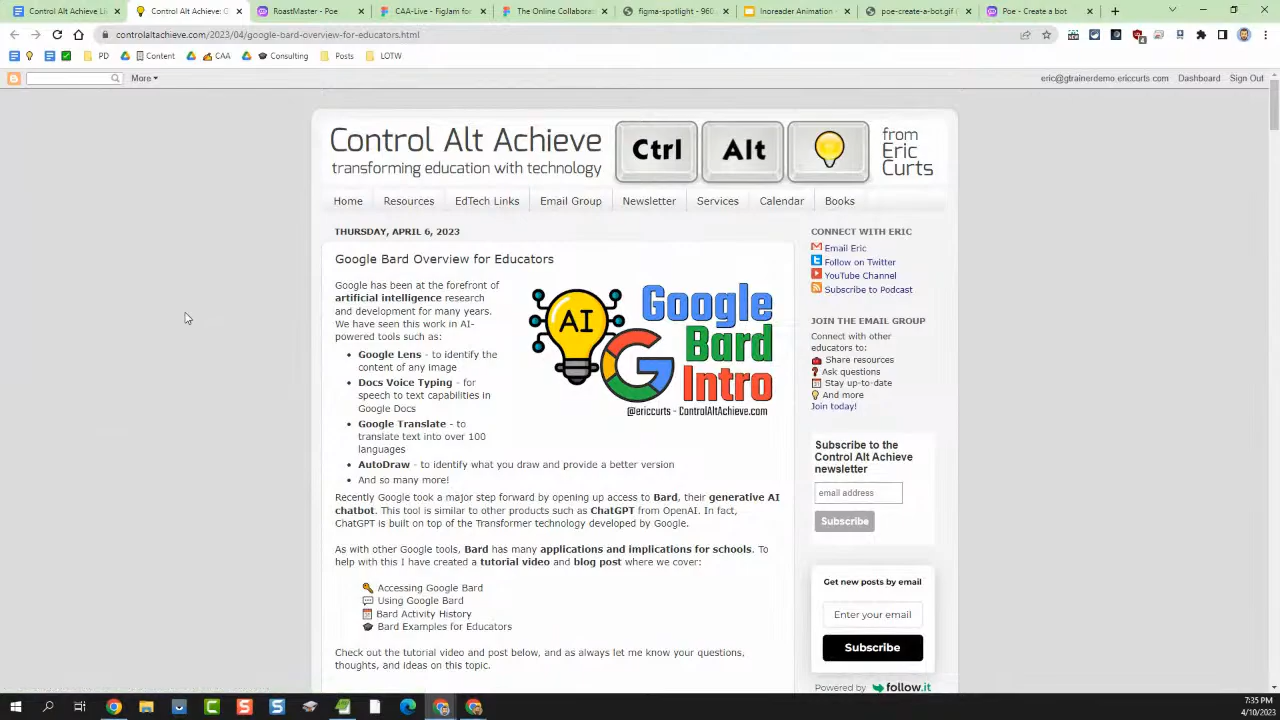 Control Alt Achieve Li
Control Alt Achieve: G
RoastMaster - Poe
CAA-Live - FigJam for
The Online Collaborat
figma-spotlight - 960
Inoreader Animation
poe-create-a-bot.gif (
Poe - Create a bot
controlaltachieve.com/2023/04/google-bard-overview-for-educators.html
PD
Content
CAA
Consulting
Posts
LOTW
More
eric@gtrainerdemo.ericcurts.com
Dashboard
Sign Out
Control Alt Achieve
transforming education with technology
Ctrl
Alt
from
Eric
Curts
Home
Resources
EdTech Links
Email Group
Newsletter
Services
Calendar
Books
THURSDAY, APRIL 6, 2023
Google Bard Overview for Educators
Google has been at the forefront of
artificial intelligence research
and development for many years.
We have seen this work in AI-
powered tools such as:
• Google Lens - to identify the
content of any image
• Docs Voice Typing - for
speech to text capabilities in
Google Docs
• Google Translate - to
translate text into over 100
languages
• AutoDraw - to identify what you draw and provide a better version
• And so many more!
AI
G
Google
Bard
Intro
@ericcurts - ControlAltAchieve.com
Recently Google took a major step forward by opening up access to Bard, their generative AI
chatbot. This tool is similar to other products such as ChatGPT from OpenAI. In fact,
ChatGPT is built on top of the Transformer technology developed by Google.
As with other Google tools, Bard has many applications and implications for schools. To
help with this I have created a tutorial video and blog post where we cover:
Accessing Google Bard
Using Google Bard
Bard Activity History
Bard Examples for Educators
Check out the tutorial video and post below, and as always let me know your questions,
thoughts, and ideas on this topic.
CONNECT WITH ERIC
Email Eric
Follow on Twitter
YouTube Channel
Subscribe to Podcast
JOIN THE EMAIL GROUP
Connect with other
educators to:
Share resources
Ask questions
Stay up-to-date
And more
Join today!
Subscribe to the
Control Alt Achieve
newsletter
email address
Subscribe
Get new posts by email
Enter your email
Subscribe
Powered by follow.it
7:35 PM
4/10/2023